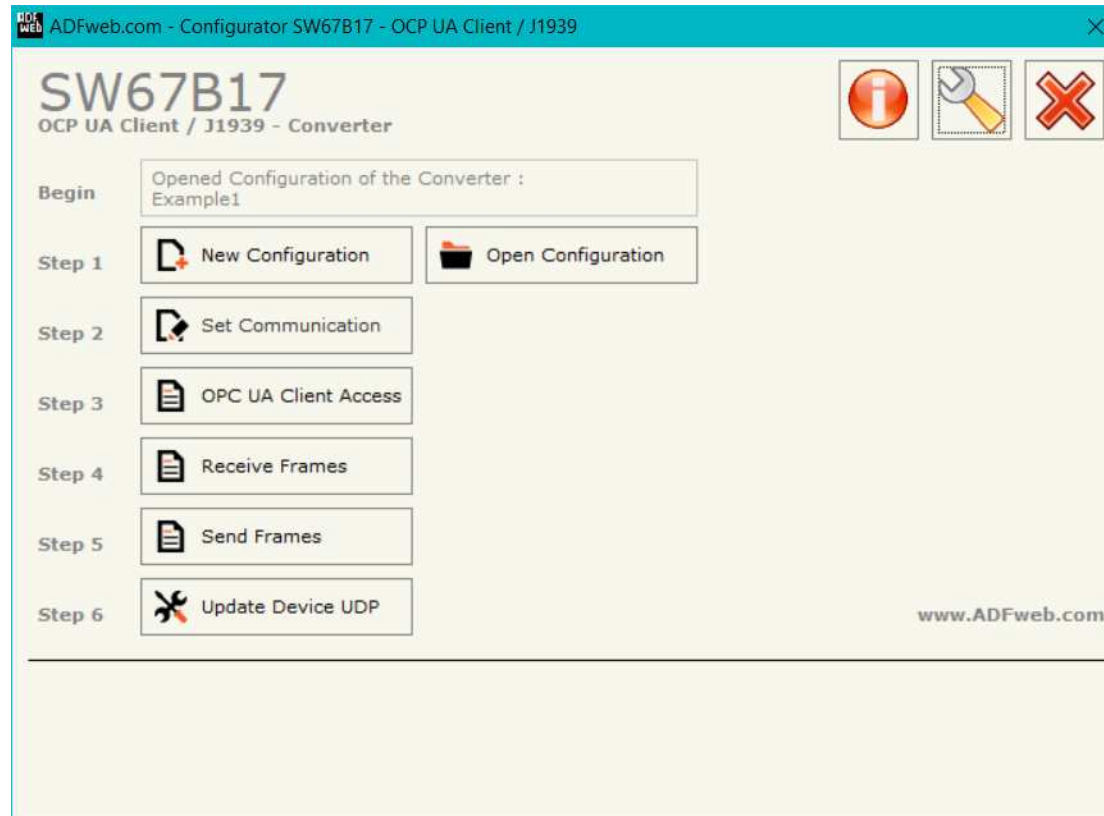 ADF
WEB
ADFweb.com - Configurator SW67B17 - OCP UA Client / J1939
SW67B17
OCP UA Client / J1939 - Converter
Begin
Opened Configuration of the Converter :
Example1
Step 1
New Configuration
Open Configuration
Step 2
Set Communication
Step 3
OPC UA Client Access
Step 4
Receive Frames
Step 5
Send Frames
Step 6
Update Device UDP
www.ADFweb.com